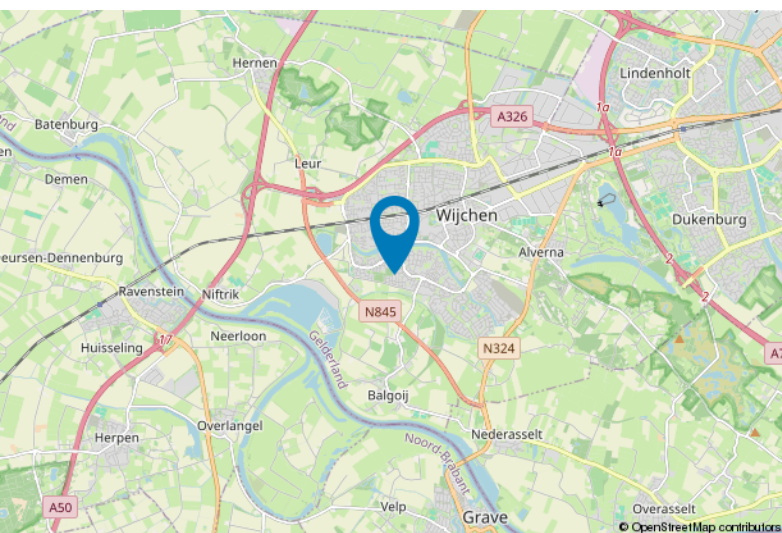 Hernen
Lindenholt
1a
A326
Batenburg
1a
Leur
Demen
Wijchen
Dukenburg
Alverna
eursen-Dennenburg
2
Ravenstein
Niftrik
2
N845
17
Neerloon
Huisseling
Gelderland
N324
A7
Balgoij
Overlangel
Herpen
Nederasselt
Noord-Brabant
A50
Velp
Overasselt
Grave
© OpenStreetMap contributors